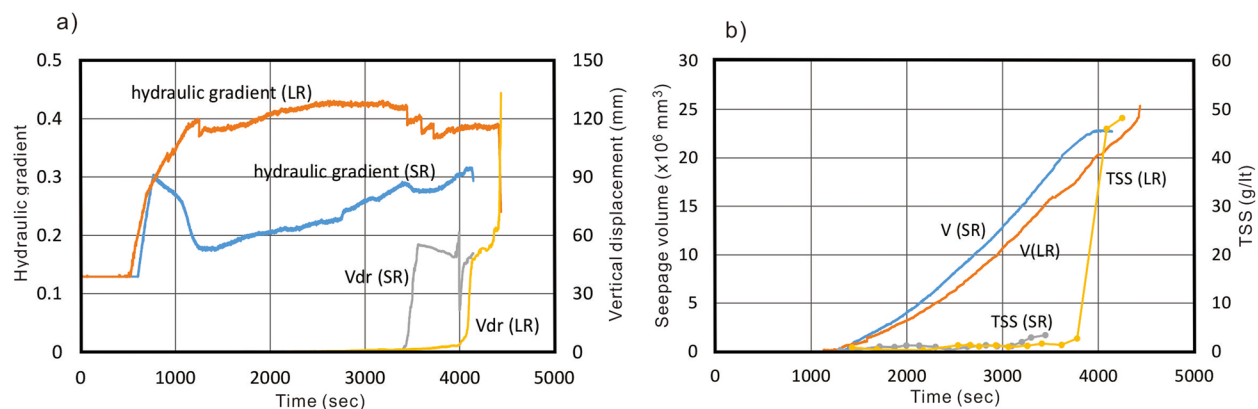 a)
0.5
0.4
0.3
0.2
0.1
0
Hydraulic gradient
hydraulic gradient (LR)
hydraulic gradient (SR)
Vdr
(SR)
Vdr (LR)
150
120
90
60
30
0
Vertical displacement (mm)
0 1000 2000 3000 4000 5000
Time (sec)
b)
30
25
20
15
10
5
0
Seepage volume (x10⁶ mm³)
V (SR)
V(LR)
TSS (LR)
TSS (SR)
60
50
40
30
20
10
0
TSS (g/lt)
0 1000 2000 3000 4000 5000
Time (sec)